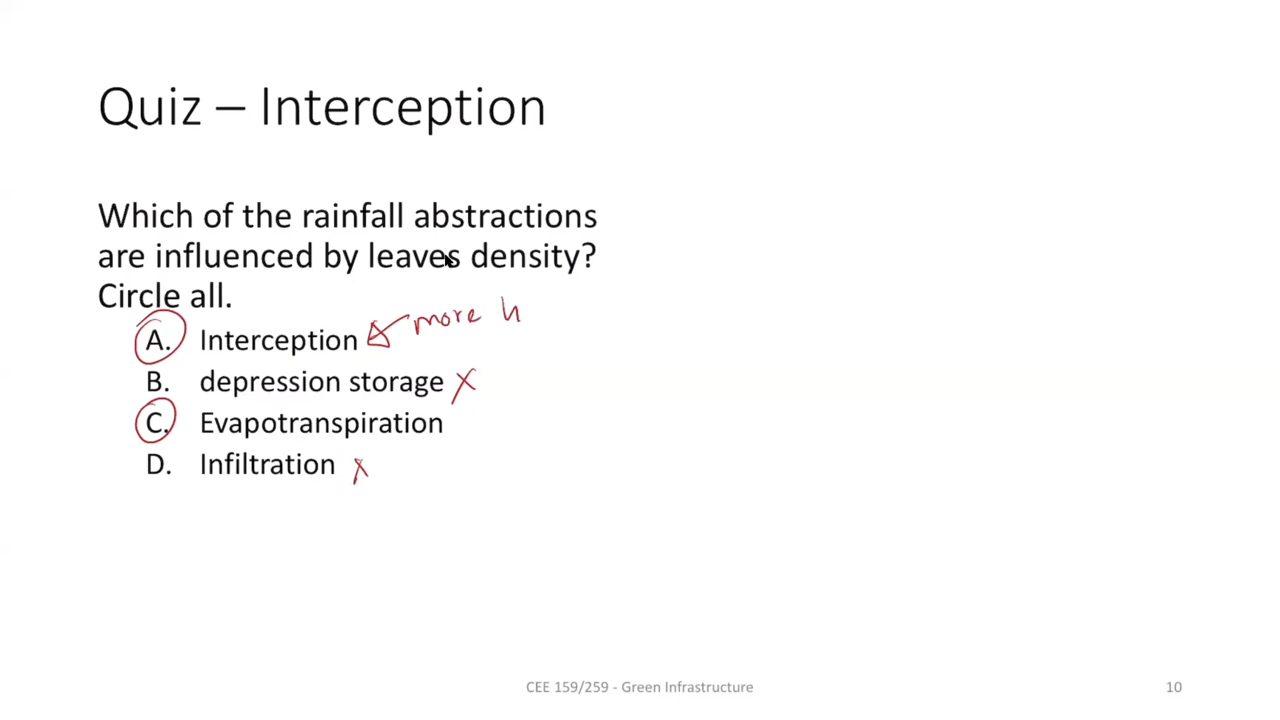 Quiz – Interception
Which of the rainfall abstractions
are influenced by leaves density?
Circle all.
A. Interception more h
B. depression storage X
C. Evapotranspiration
D. Infiltration X
CEE 159/259 - Green Infrastructure 10